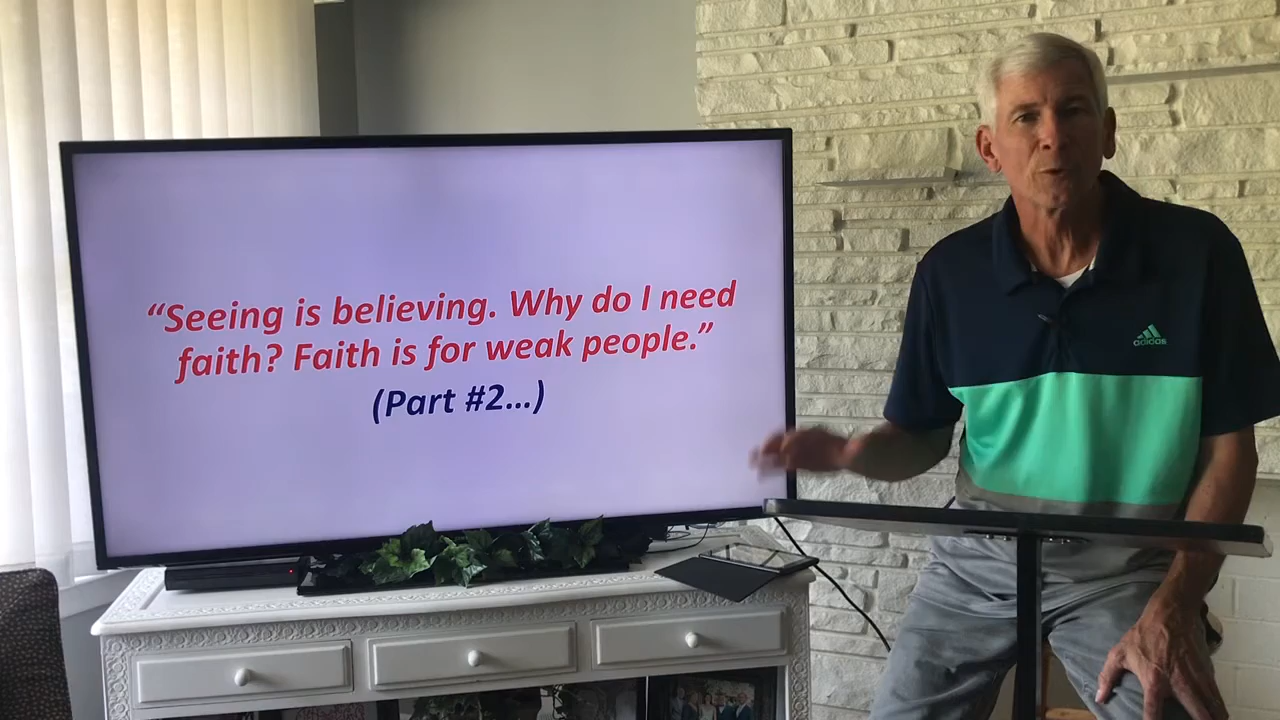 “Seeing is believing. Why do I need
faith? Faith is for weak people.”
(Part #2...)
adidas